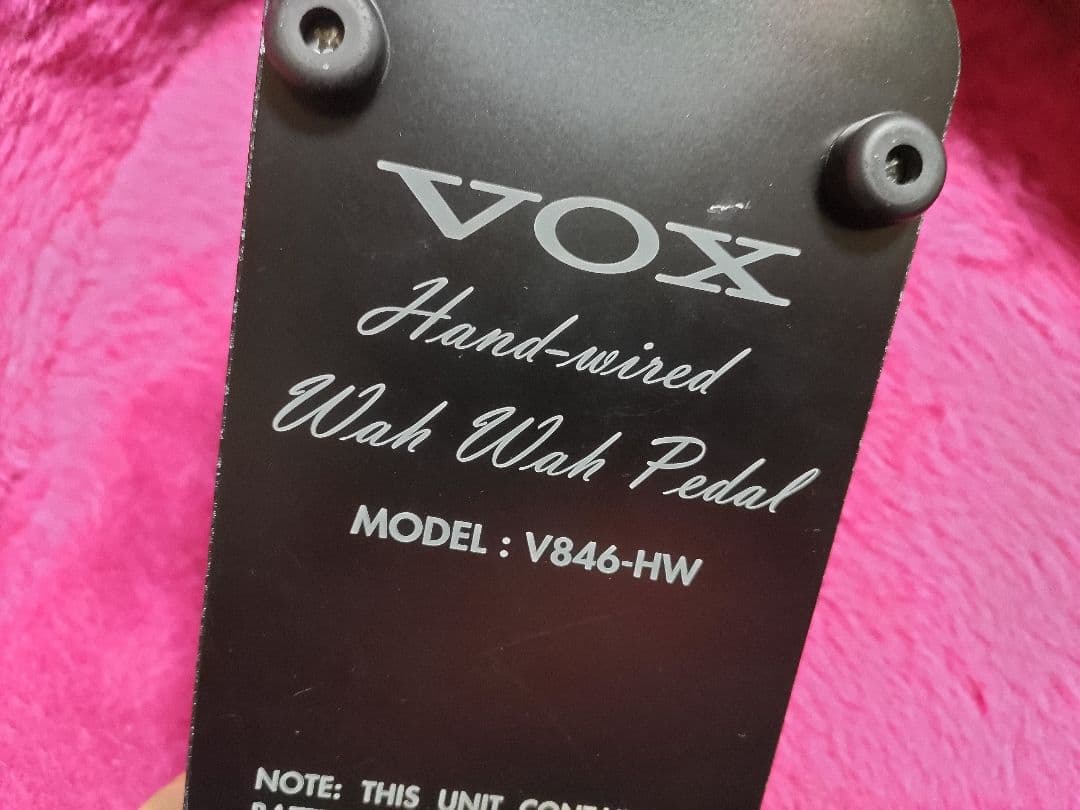 VOX
Hand-wired
Wah Wah Pedal
MODEL : V846-HW
NOTE: THIS UNIT